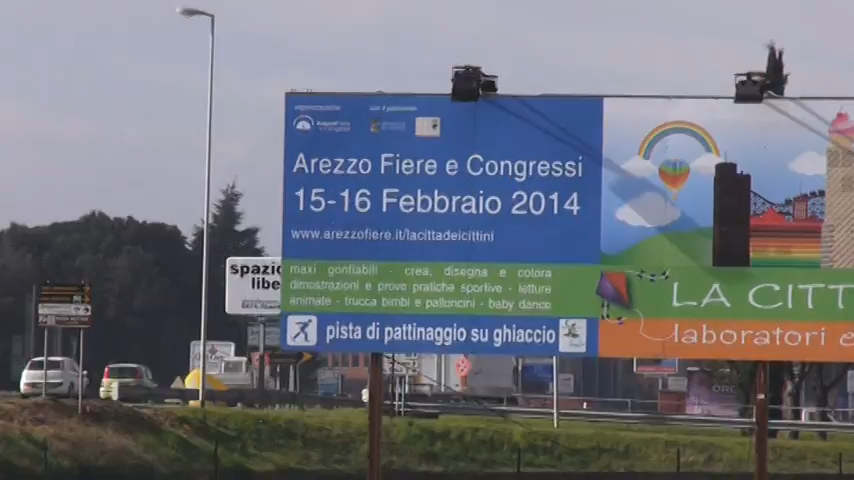 Arezzo Fiere e Congressi
15-16 Febbraio 2014
www.arezzofiere.it/lacittadeicittini
maxi gonfiabili - crea, disegna e colora
dimostrazioni e prove pratiche sportive - letture
animate - trucca bimbi e palloncini - baby dance
pista di pattinaggio su ghiaccio
LA CITT
laboratori e
spazio
libe